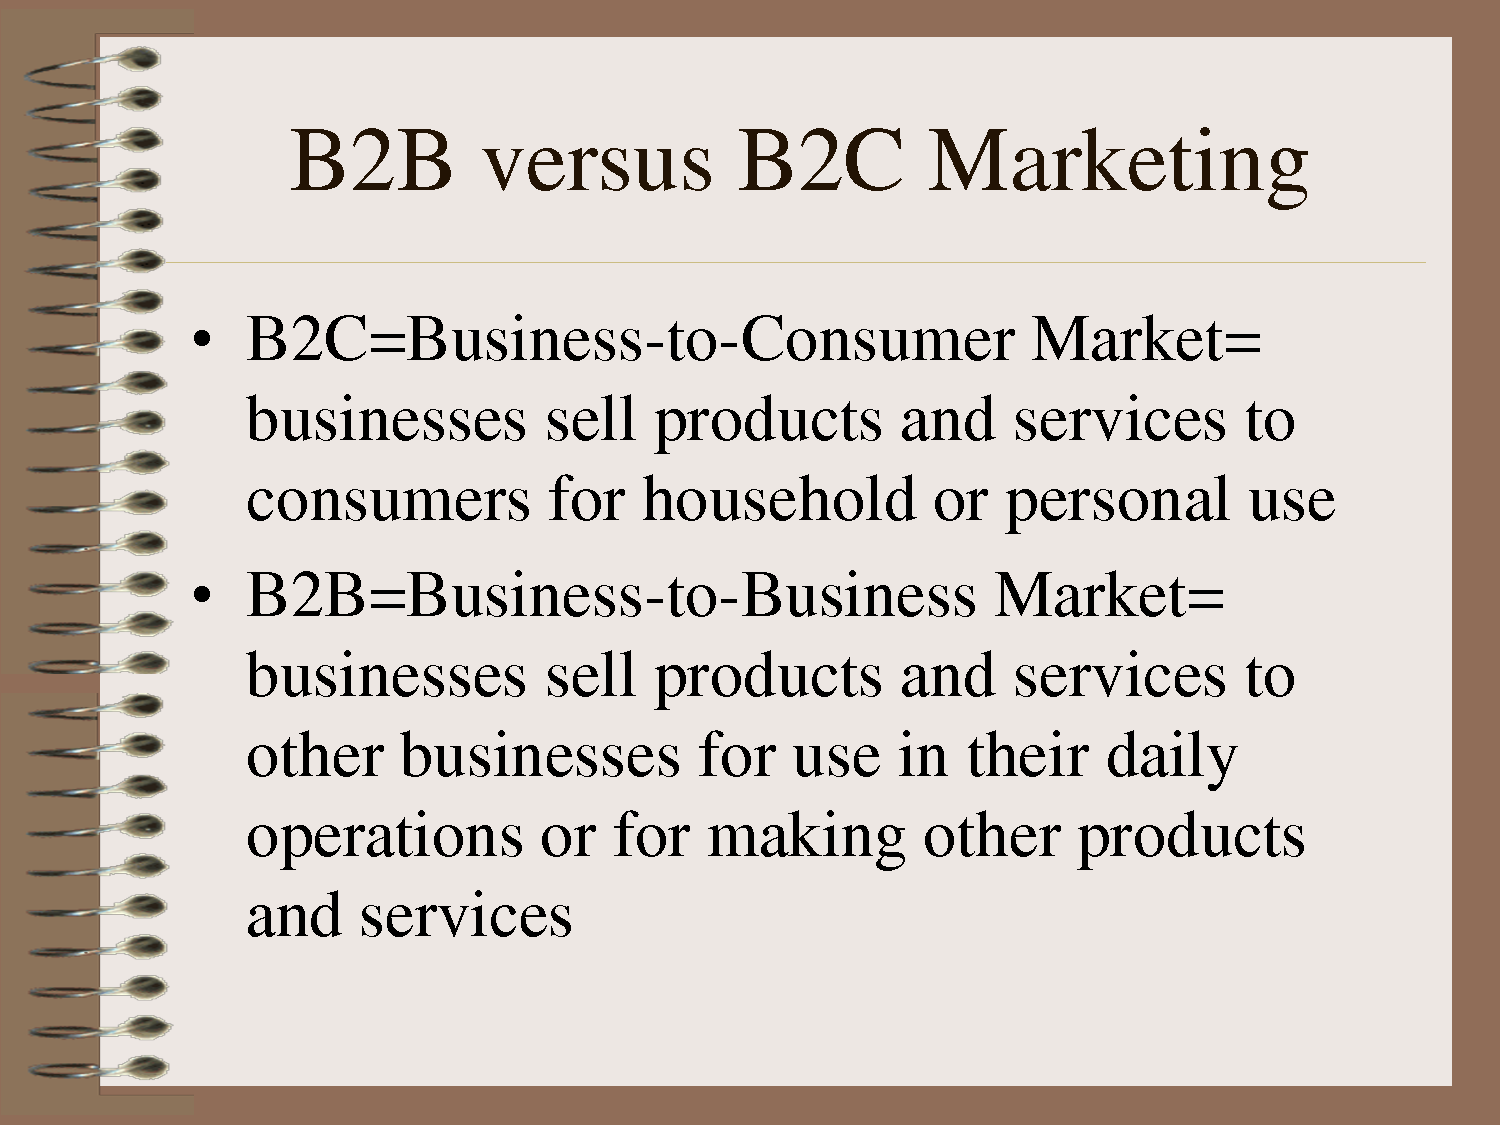 B2B versus B2C Marketing
• B2C=Business-to-Consumer Market=
businesses sell products and services to
consumers for household or personal use
• B2B=Business-to-Business Market=
businesses sell products and services to
other businesses for use in their daily
operations or for making other products
and services